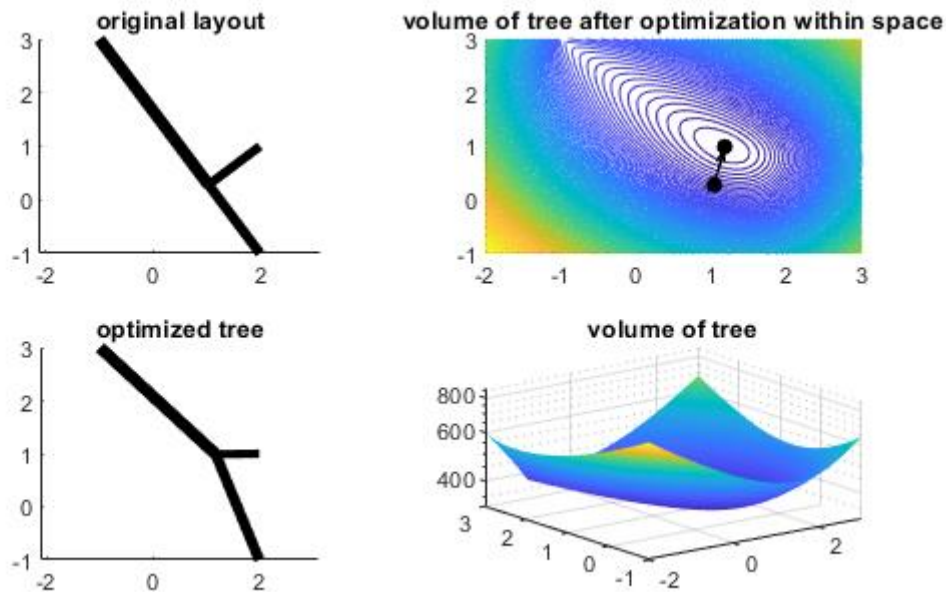 original layout
3
2
1
0
-1
-2 0 2
volume of tree after optimization within space
3
2
1
0
-1
-2 -1 0 1 2 3
optimized tree
3
2
1
0
-1
-2 0 2
volume of tree
800
600
400
3 2 1 0 -1
-2 0 2